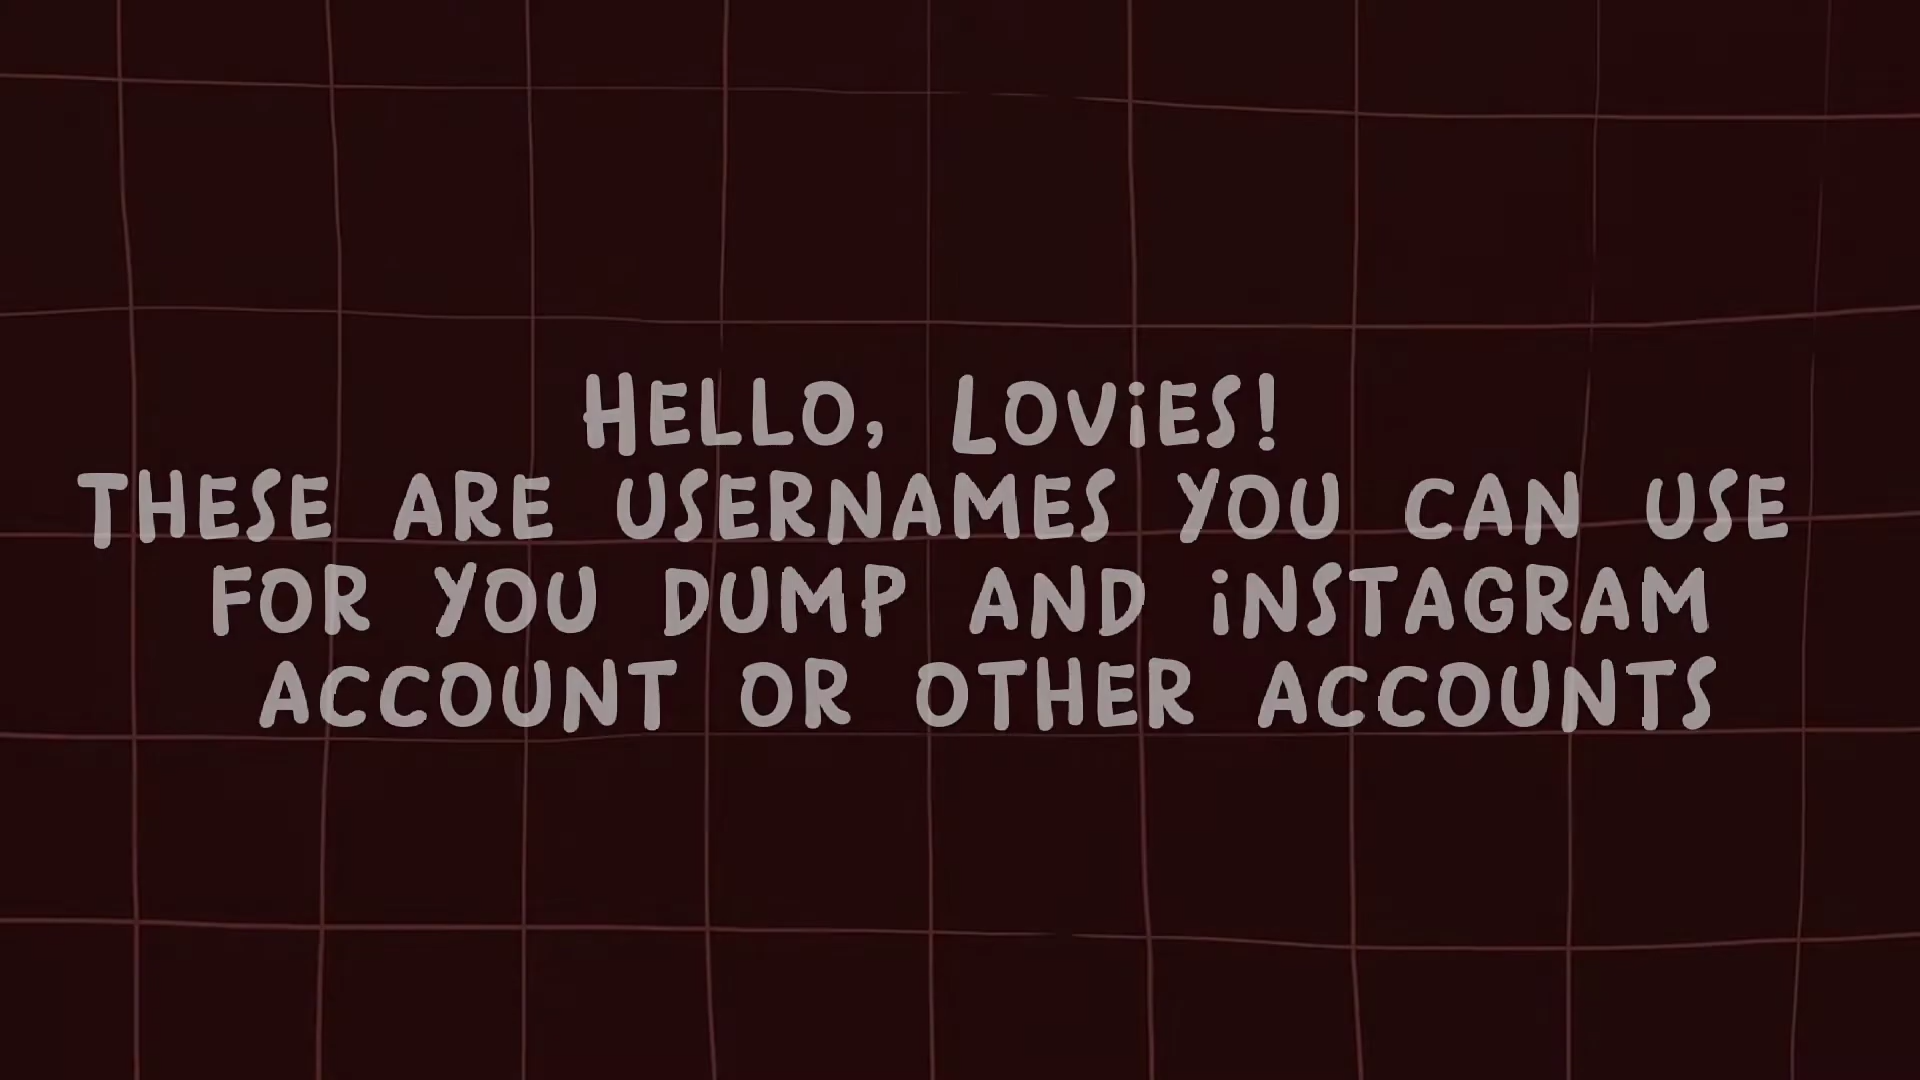 Hello, Lovies!
These are usernames you can use
for you dump and instagram
account or other accounts